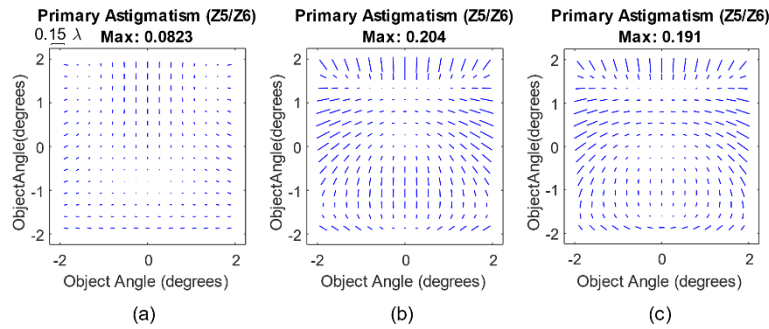 Primary Astigmatism (Z5/Z6)
0.15 λ Max: 0.0823
ObjectAngle(degrees)
2
1
0
-1
-2
-2 0 2
Object Angle (degrees)
(a)
Primary Astigmatism (Z5/Z6)
Max: 0.204
ObjectAngle(degrees)
2
1
0
-1
-2
-2 0 2
Object Angle (degrees)
(b)
Primary Astigmatism (Z5/Z6)
Max: 0.191
ObjectAngle(degrees)
2
1
0
-1
-2
-2 0 2
Object Angle (degrees)
(c)